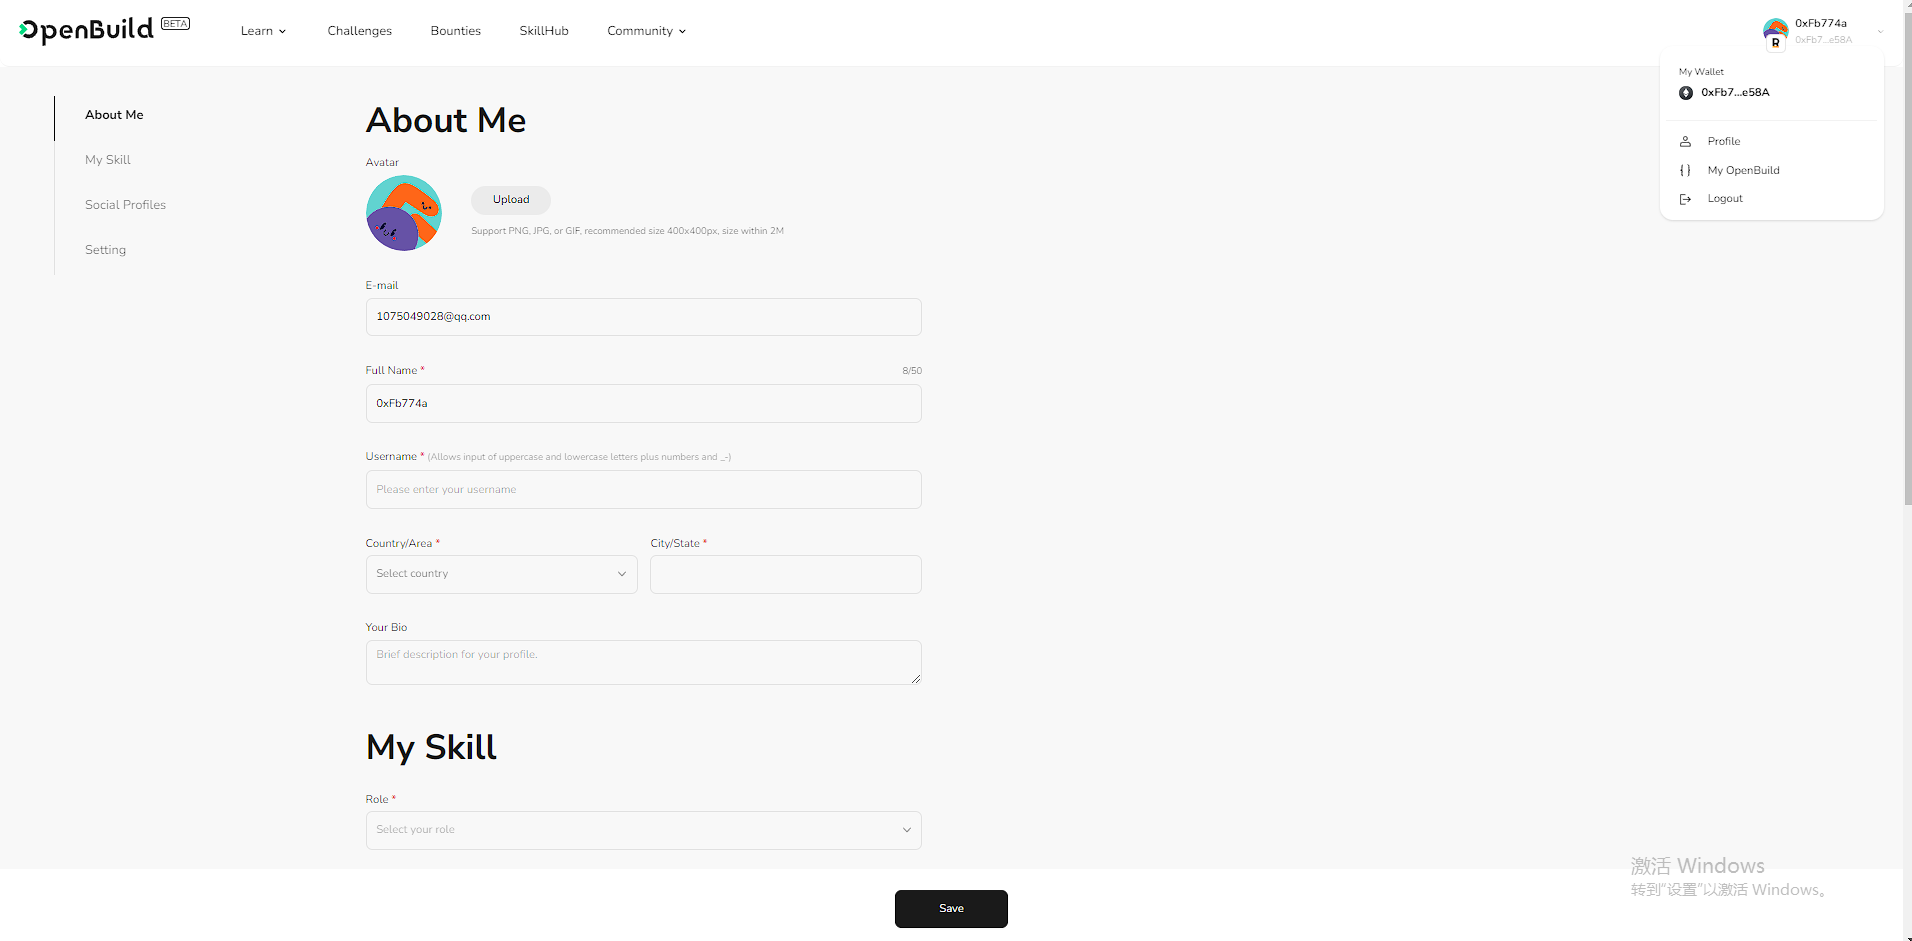 OpenBuild BETA
Learn
Challenges
Bounties
SkillHub
Community
0xFb774a
0xFb7...e58A
R
My Wallet
0xFb7...e58A
Profile
My OpenBuild
Logout
About Me
My Skill
Social Profiles
Setting
About Me
Avatar
Upload
Support PNG, JPG, or GIF, recommended size 400x400px, size within 2M
E-mail
1075049028@qq.com
Full Name * 8/50
0xFb774a
Username * (Allows input of uppercase and lowercase letters plus numbers and _-)
Please enter your username
Country/Area * City/State *
Select country
Your Bio
Brief description for your profile.
My Skill
Role *
Select your role
Save
激活 Windows
转到"设置"以激活 Windows。